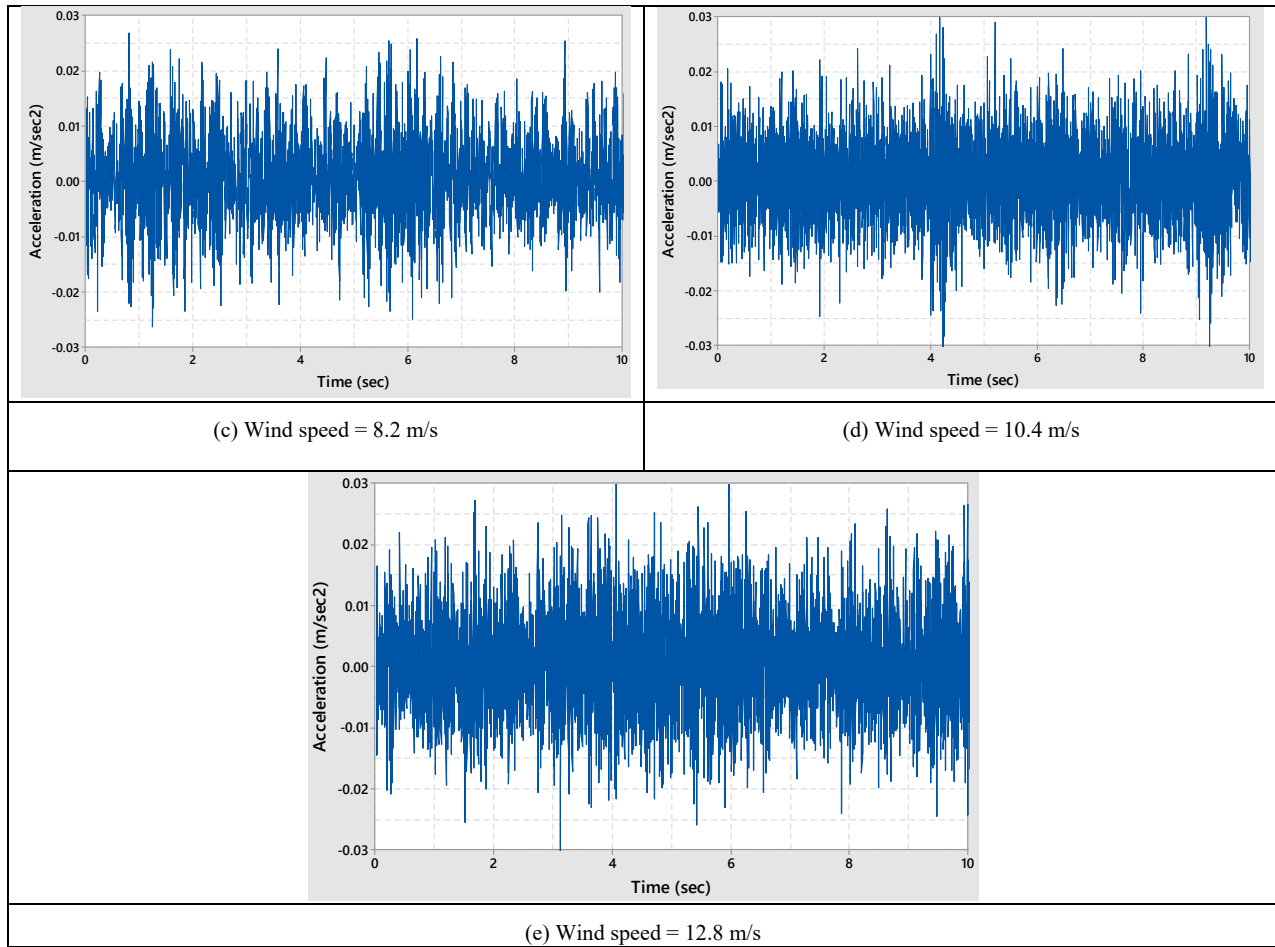 0.03
0.02
0.01
0.00
-0.01
-0.02
-0.03
Acceleration (m/sec2)
0 2 4 6 8 10
Time (sec)
0.03
0.02
0.01
0.00
-0.01
-0.02
-0.03
Acceleration (m/sec2)
0 2 4 6 8 10
Time (sec)
(c) Wind speed = 8.2 m/s
(d) Wind speed = 10.4 m/s
0.03
0.02
0.01
0.00
-0.01
-0.02
-0.03
Acceleration (m/sec2)
0 2 4 6 8 10
Time (sec)
(e) Wind speed = 12.8 m/s